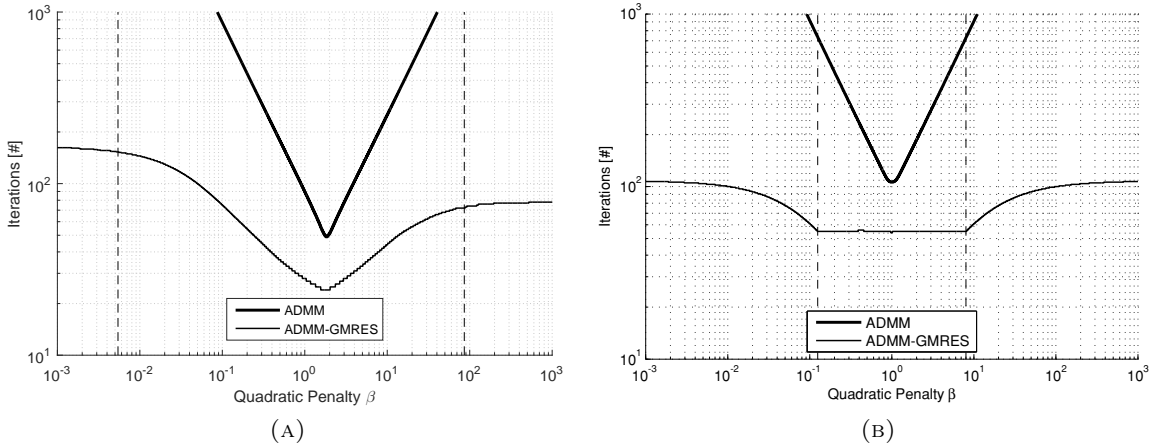 10^3
10^2
10^1
Iterations [#]
10^-3 10^-2 10^-1 10^0 10^1 10^2 10^3
Quadratic Penalty β
ADMM
ADMM-GMRES
(A)
10^3
10^2
10^1
Iterations [#]
10^-3 10^-2 10^-1 10^0 10^1 10^2 10^3
Quadratic Penalty β
ADMM
ADMM-GMRES
(B)